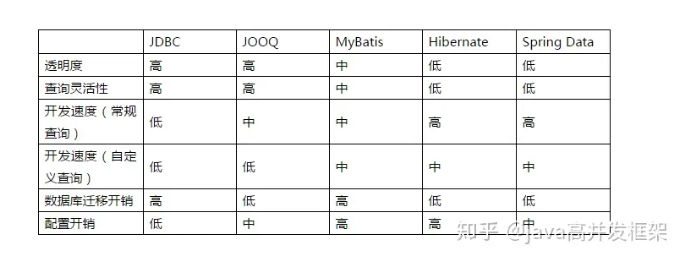 JDBC JOOQ MyBatis Hibernate Spring Data
透明度 高 高 中 低 低
查询灵活性 高 高 中 低 低
开发速度（常规
查询） 低 中 中 高 高
开发速度（自定
义查询） 低 低 中 中 中
数据库迁移开销 高 低 高 低 低
配置开销 低 中 高 高 中
知乎 @java高并发框架